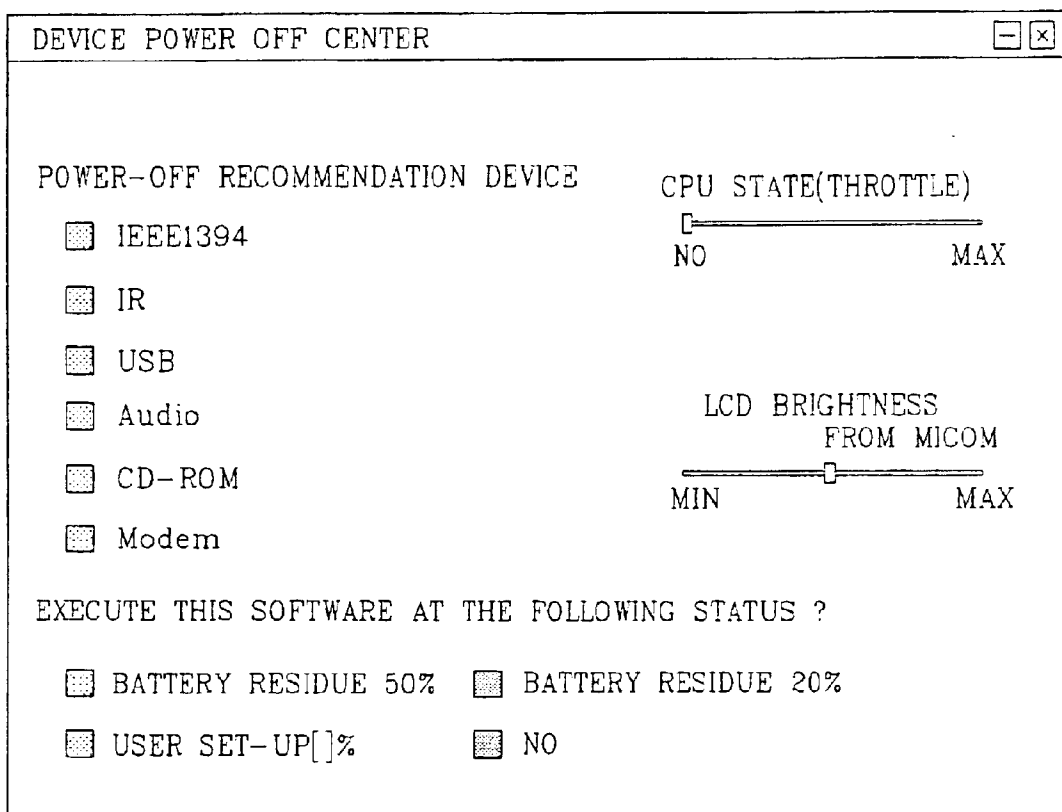 DEVICE POWER OFF CENTER
POWER-OFF RECOMMENDATION DEVICE
IEEE1394
IR
USB
Audio
CD-ROM
Modem
CPU STATE(THROTTLE)
NO MAX
LCD BRIGHTNESS
FROM MICOM
MIN MAX
EXECUTE THIS SOFTWARE AT THE FOLLOWING STATUS ?
BATTERY RESIDUE 50% BATTERY RESIDUE 20%
USER SET-UP[ ]% NO